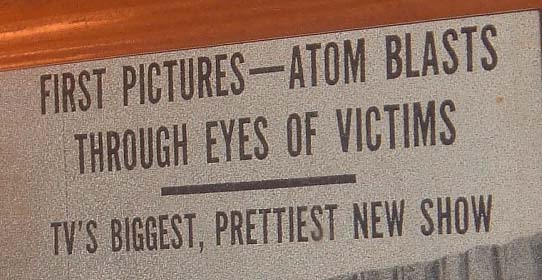 FIRST PICTURES—ATOM BLASTS
THROUGH EYES OF VICTIMS
TV'S BIGGEST, PRETTIEST NEW SHOW